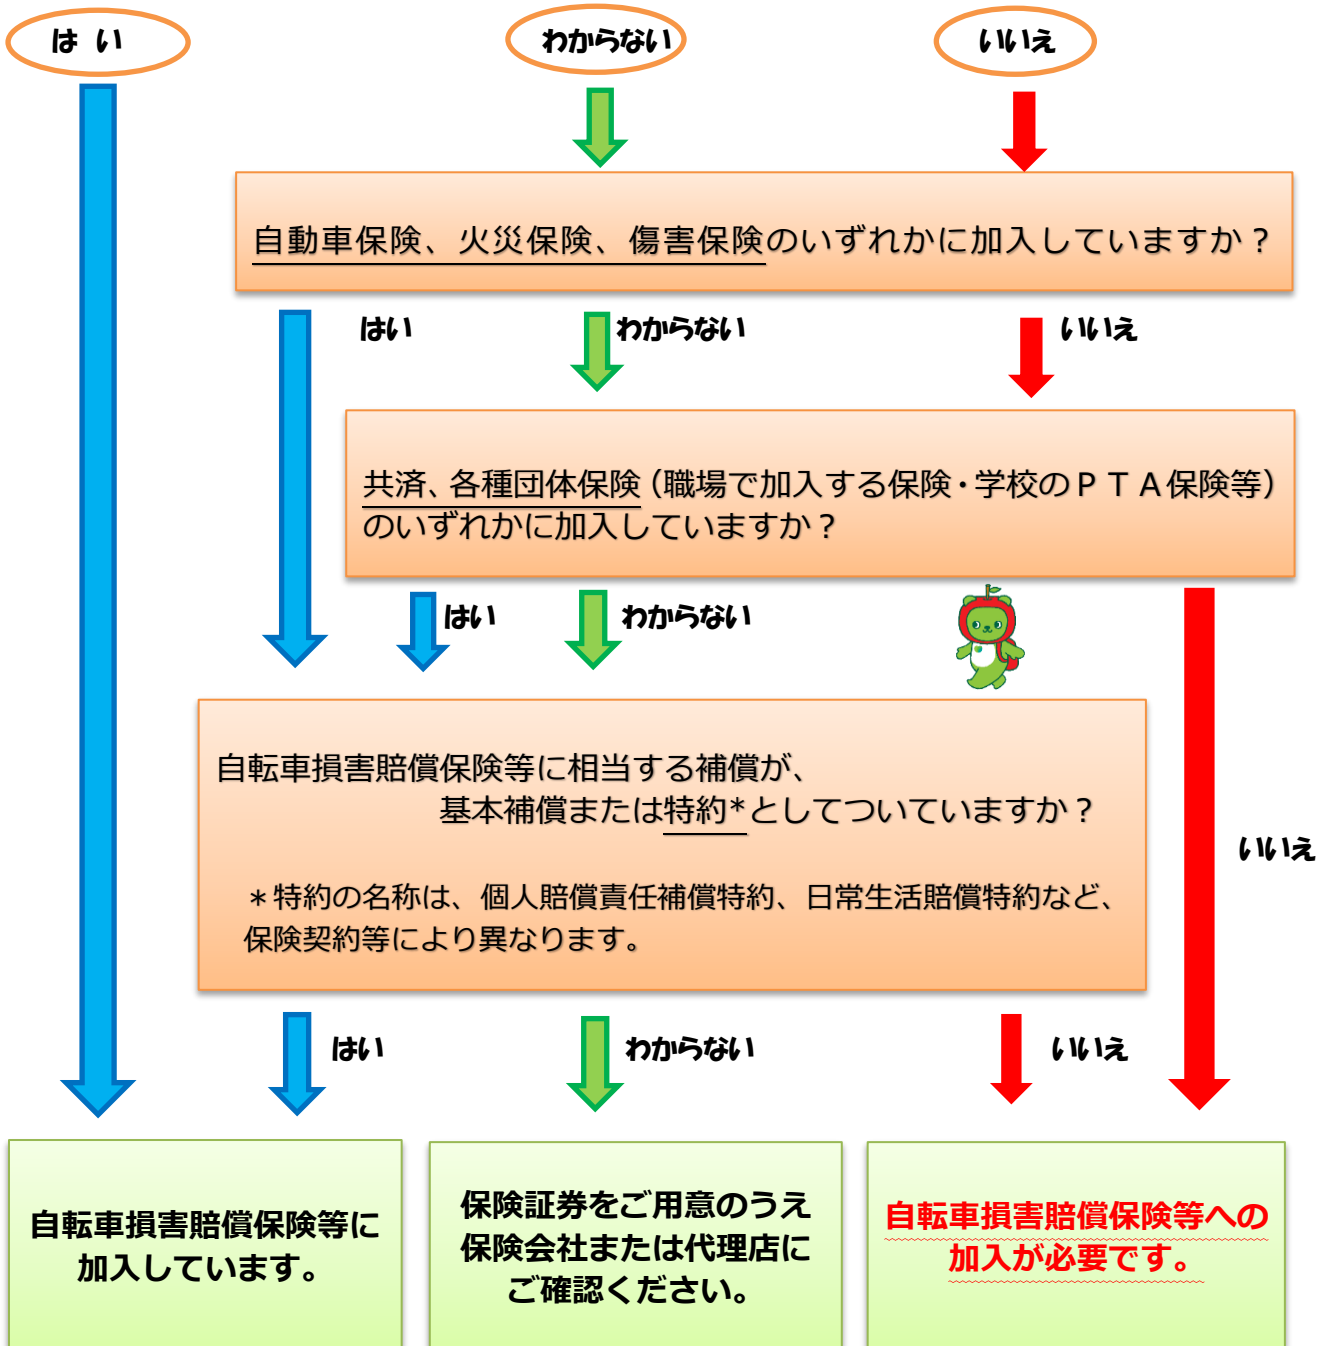 はい
わからない
いいえ
自動車保険、火災保険、傷害保険のいずれかに加入していますか？
はい
わからない
いいえ
共済、各種団体保険（職場で加入する保険・学校のＰＴＡ保険等）
のいずれかに加入していますか？
はい
わからない
自転車損害賠償保険等に相当する補償が、
基本補償または特約*としてついていますか？
いいえ
＊特約の名称は、個人賠償責任補償特約、日常生活賠償特約など、
保険契約等により異なります。
はい
わからない
いいえ
自転車損害賠償保険等に
加入しています。
保険証券をご用意のうえ
保険会社または代理店に
ご確認ください。
自転車損害賠償保険等への
加入が必要です。